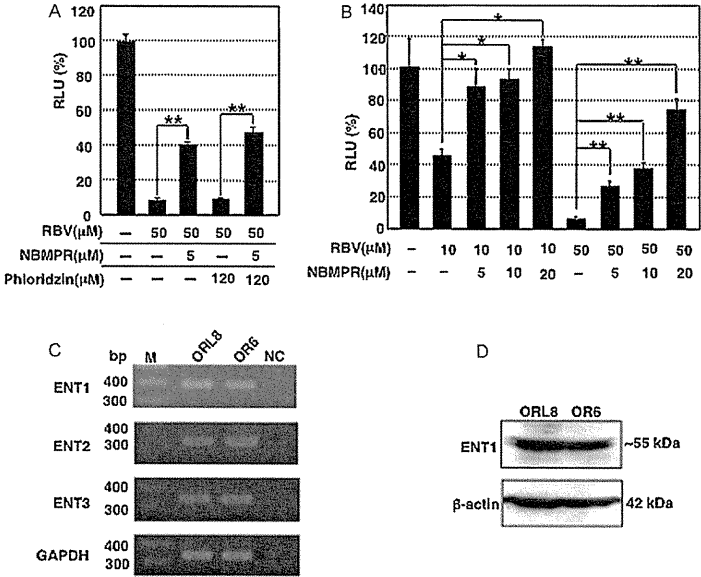 A
RLU (%)
120
100
80
60
40
20
0
**
**
RBV(μM) – 50 50 50 50
NBMPR(μM) – – 5 – 5
Phloridzin(μM) – – – 120 120
B
RLU (%)
140
120
100
80
60
40
20
0
*
*
*
**
**
**
RBV(μM) – 10 10 10 10 50 50 50 50
NBMPR(μM) – – 5 10 20 – 5 10 20
C
bp M ORL8 OR6 NC
ENT1 400
300
ENT2 400
300
ENT3 400
300
GAPDH 400
300
D
ORL8 OR6
ENT1 ~55 kDa
β-actin 42 kDa